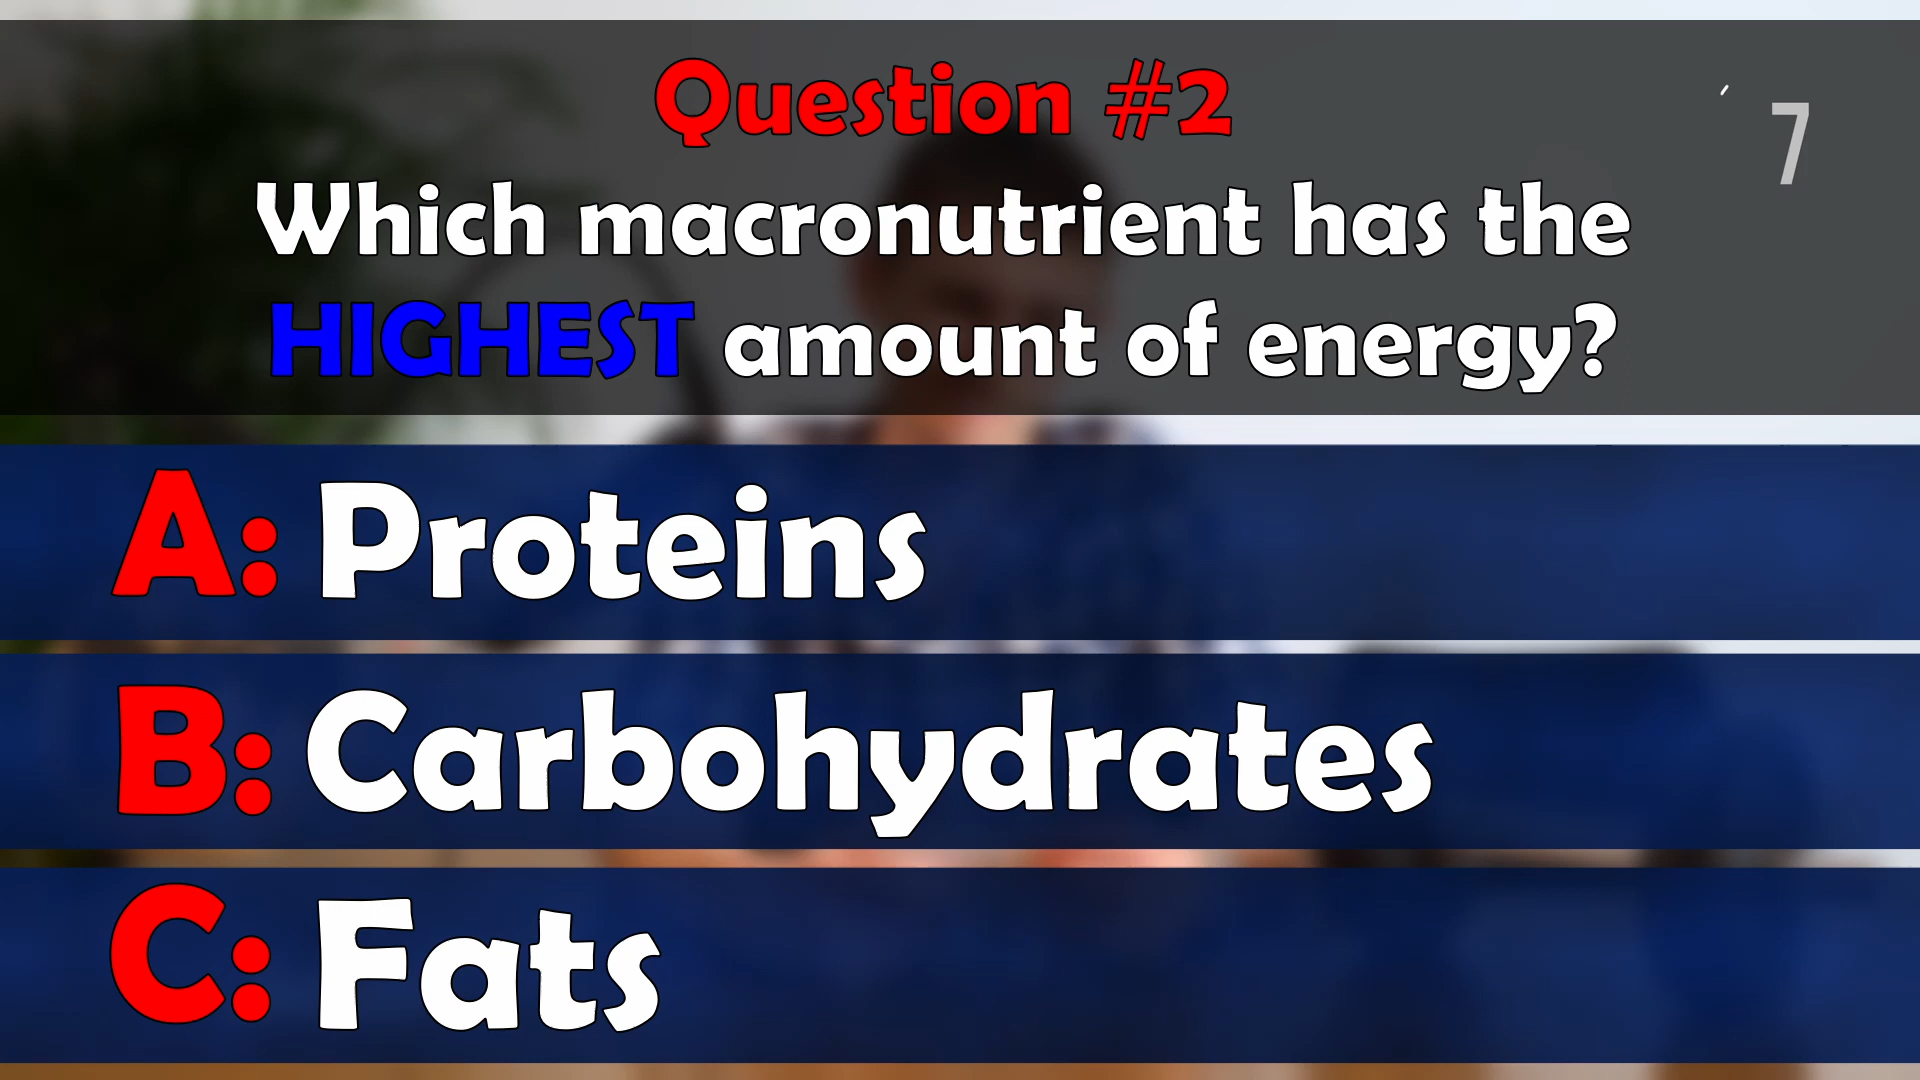 Question #2
7
Which macronutrient has the
HIGHEST amount of energy?
A: Proteins
B: Carbohydrates
C: Fats